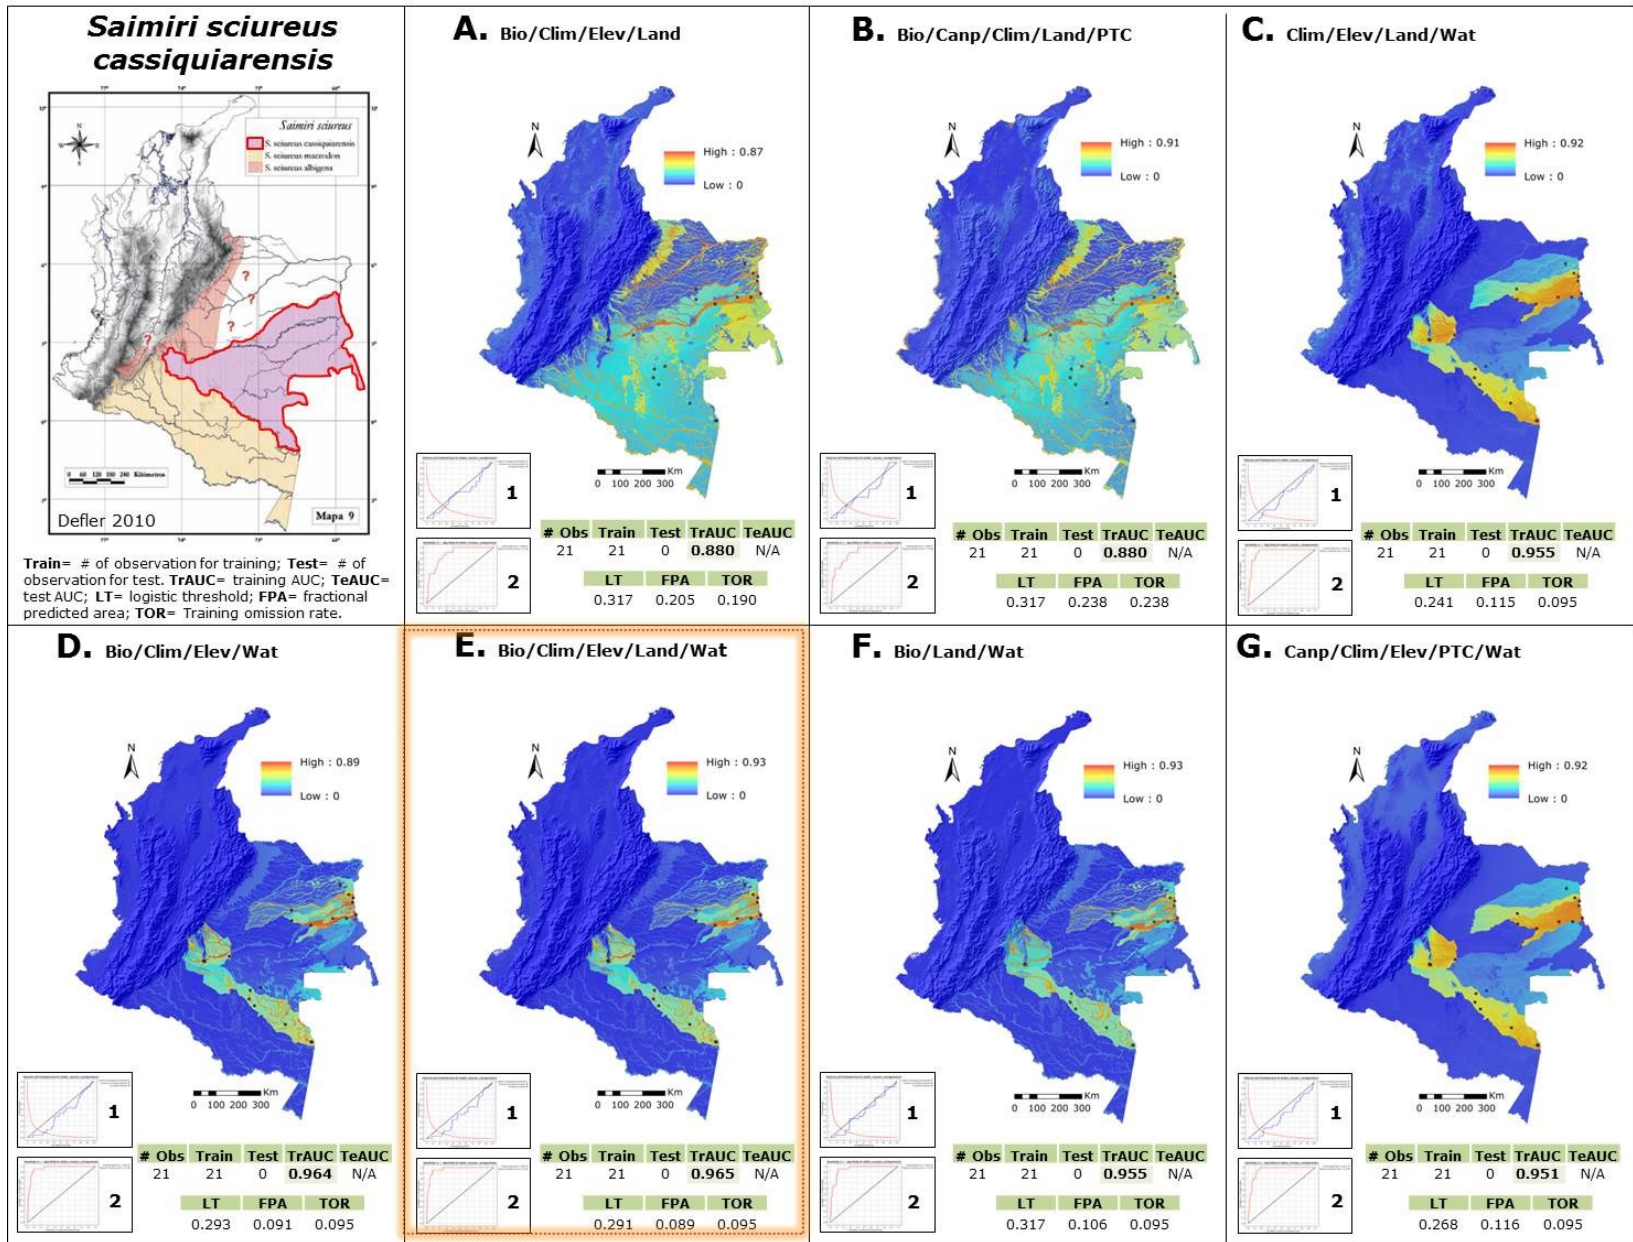 Saimiri sciureus
cassiquiarensis
Saimiri sciureus
S. sciureus cassiquiarensis
S. sciureus macrodon
S. sciureus albigena
N
W
E
S
?
?
?
?
0 60 120 180 240 Kilómetros
Defler 2010
Mapa 9
Train= # of observation for training; Test= # of
observation for test. TrAUC= training AUC; TeAUC=
test AUC; LT= logistic threshold; FPA= fractional
predicted area; TOR= Training omission rate.
A. Bio/Clim/Elev/Land
N
High : 0.87
Low : 0
Km
0 100 200 300
1
2
# Obs Train Test TrAUC TeAUC
21 21 0 0.880 N/A
LT FPA TOR
0.317 0.205 0.190
B. Bio/Canp/Clim/Land/PTC
N
High : 0.91
Low : 0
Km
0 100 200 300
1
2
# Obs Train Test TrAUC TeAUC
21 21 0 0.880 N/A
LT FPA TOR
0.317 0.238 0.238
C. Clim/Elev/Land/Wat
N
High : 0.92
Low : 0
Km
0 100 200 300
1
2
# Obs Train Test TrAUC TeAUC
21 21 0 0.955 N/A
LT FPA TOR
0.241 0.115 0.095
D. Bio/Clim/Elev/Wat
N
High : 0.89
Low : 0
Km
0 100 200 300
1
2
# Obs Train Test TrAUC TeAUC
21 21 0 0.964 N/A
LT FPA TOR
0.293 0.091 0.095
E. Bio/Clim/Elev/Land/Wat
N
High : 0.93
Low : 0
Km
0 100 200 300
1
2
# Obs Train Test TrAUC TeAUC
21 21 0 0.965 N/A
LT FPA TOR
0.291 0.089 0.095
F. Bio/Land/Wat
N
High : 0.93
Low : 0
Km
0 100 200 300
1
2
# Obs Train Test TrAUC TeAUC
21 21 0 0.955 N/A
LT FPA TOR
0.317 0.106 0.095
G. Canp/Clim/Elev/PTC/Wat
N
High : 0.92
Low : 0
Km
0 100 200 300
1
2
# Obs Train Test TrAUC TeAUC
21 21 0 0.951 N/A
LT FPA TOR
0.268 0.116 0.095